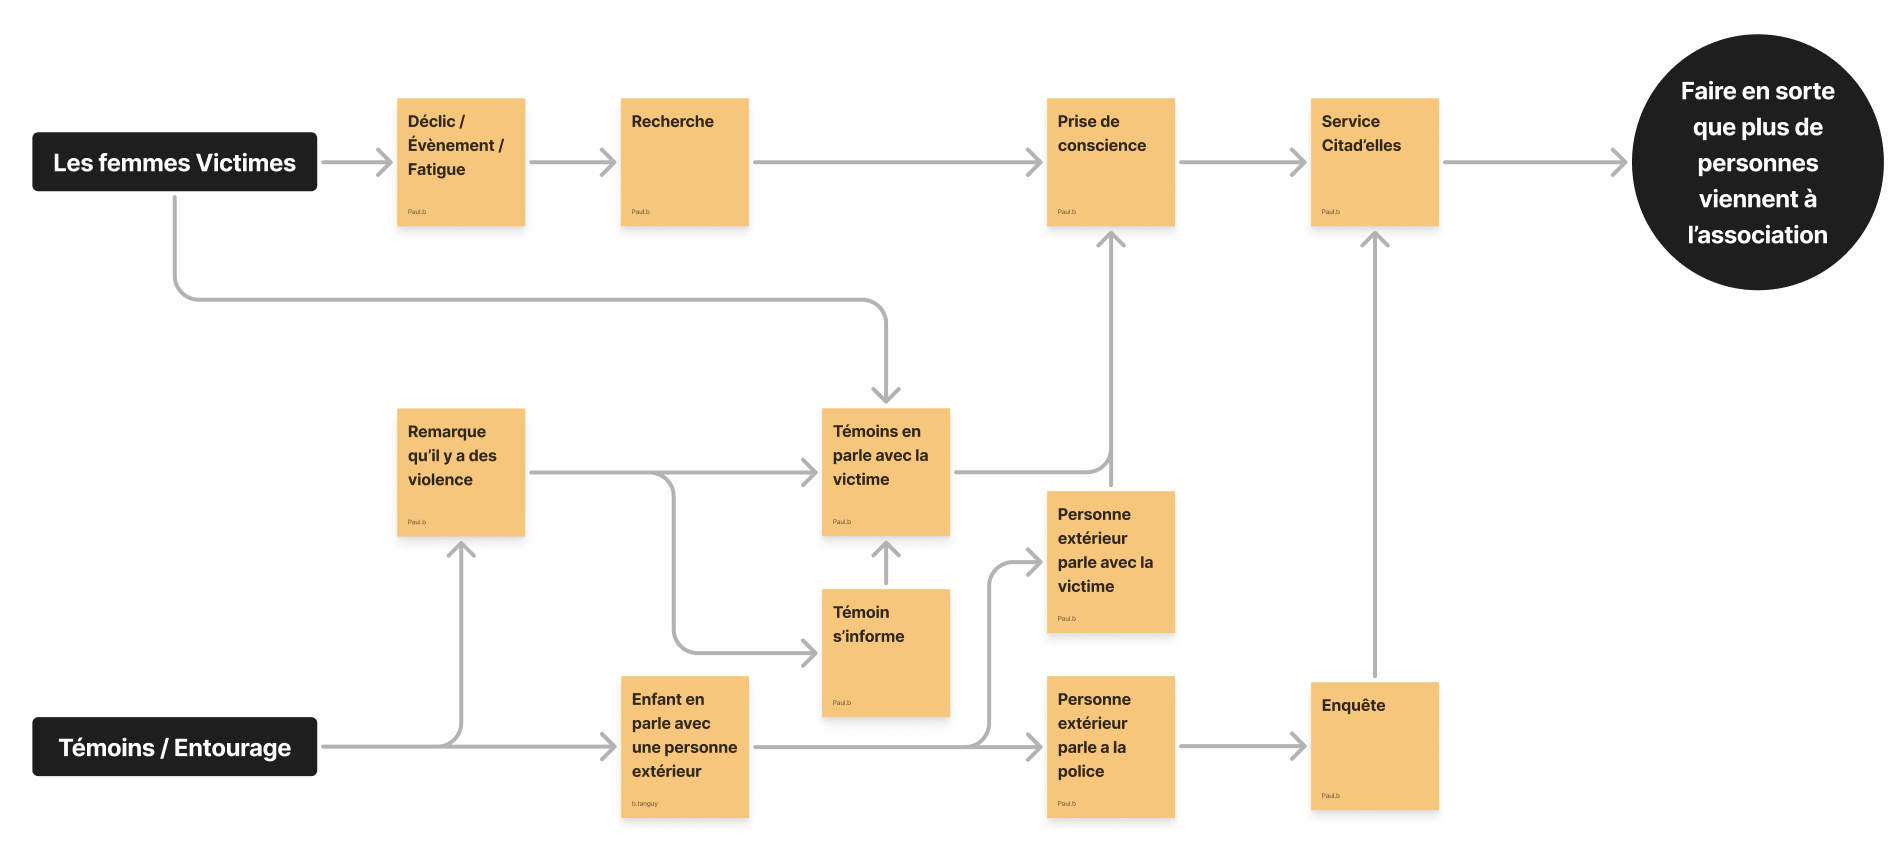 Les femmes Victimes
Déclic /
Évènement /
Fatigue
Paul.b
Recherche
Paul.b
Prise de
conscience
Paul.b
Service
Citad’elles
Paul.b
Faire en sorte
que plus de
personnes
viennent à
l’association
Remarque
qu’il y a des
violence
Paul.b
Témoins en
parle avec la
victime
Paul.b
Personne
extérieur
parle avec la
victime
Paul.b
Témoin
s’informe
Paul.b
Témoins / Entourage
Enfant en
parle avec
une personne
extérieur
b.tanguy
Personne
extérieur
parle a la
police
Paul.b
Enquête
Paul.b